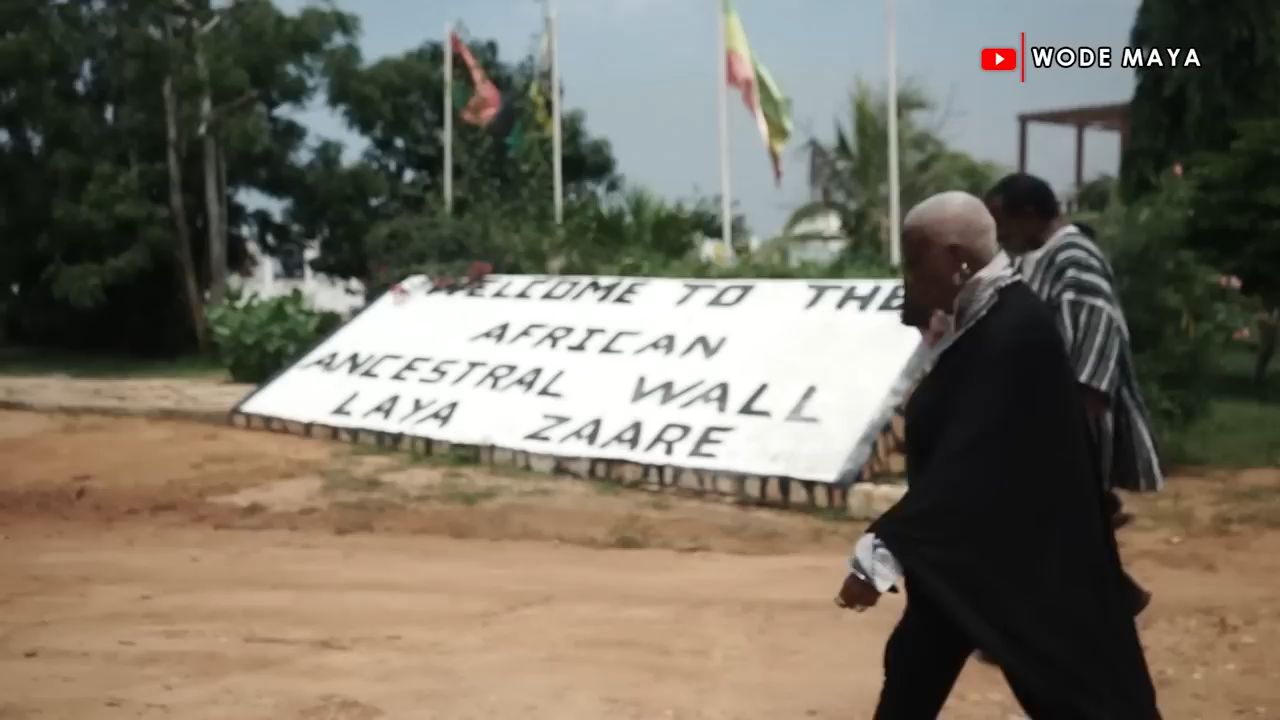 WODE MAYA
WELCOME TO THE
AFRICAN
ANCESTRAL WALL
LAYA ZAARE